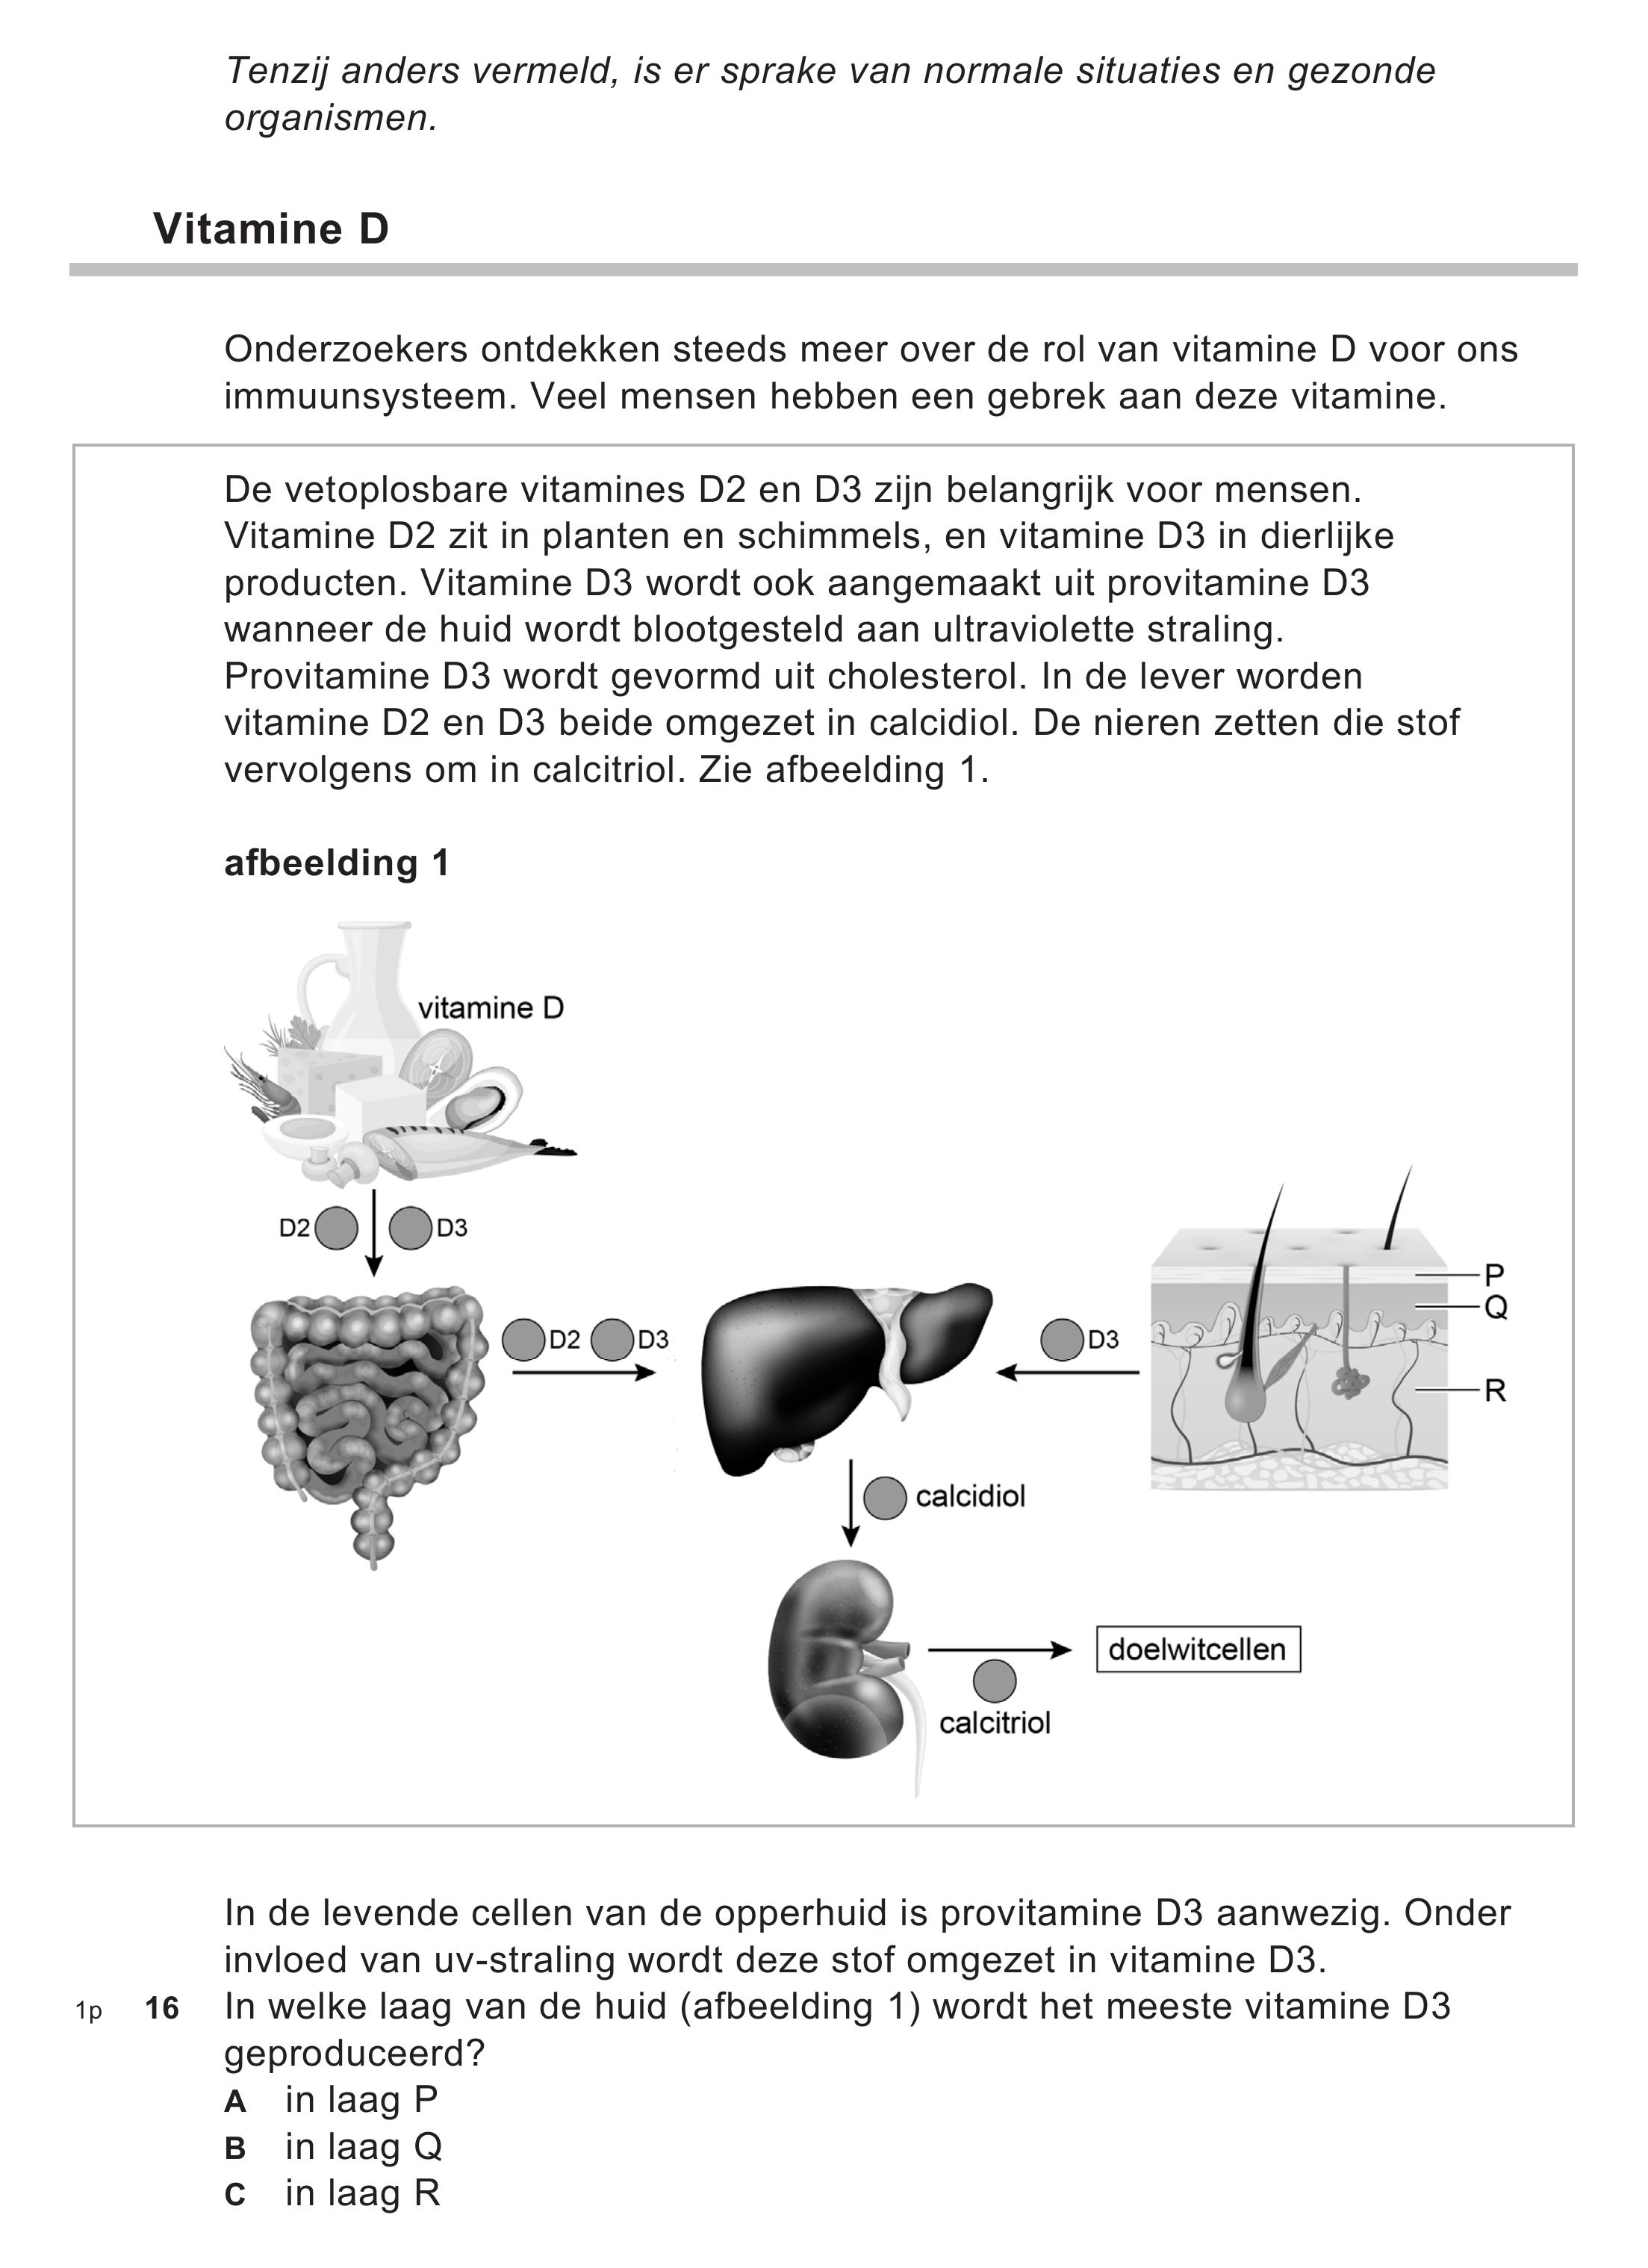 Tenzij anders vermeld, is er sprake van normale situaties en gezonde
organismen.
Vitamine D
Onderzoekers ontdekken steeds meer over de rol van vitamine D voor ons
immuunsysteem. Veel mensen hebben een gebrek aan deze vitamine.
De vetoplosbare vitamines D2 en D3 zijn belangrijk voor mensen.
Vitamine D2 zit in planten en schimmels, en vitamine D3 in dierlijke
producten. Vitamine D3 wordt ook aangemaakt uit provitamine D3
wanneer de huid wordt blootgesteld aan ultraviolette straling.
Provitamine D3 wordt gevormd uit cholesterol. In de lever worden
vitamine D2 en D3 beide omgezet in calcidiol. De nieren zetten die stof
vervolgens om in calcitriol. Zie afbeelding 1.
afbeelding 1
vitamine D
D2 D3
D2 D3
D3
P
Q
R
calcidiol
doelwitcellen
calcitriol
In de levende cellen van de opperhuid is provitamine D3 aanwezig. Onder
invloed van uv-straling wordt deze stof omgezet in vitamine D3.
1p 16 In welke laag van de huid (afbeelding 1) wordt het meeste vitamine D3
geproduceerd?
A in laag P
B in laag Q
C in laag R